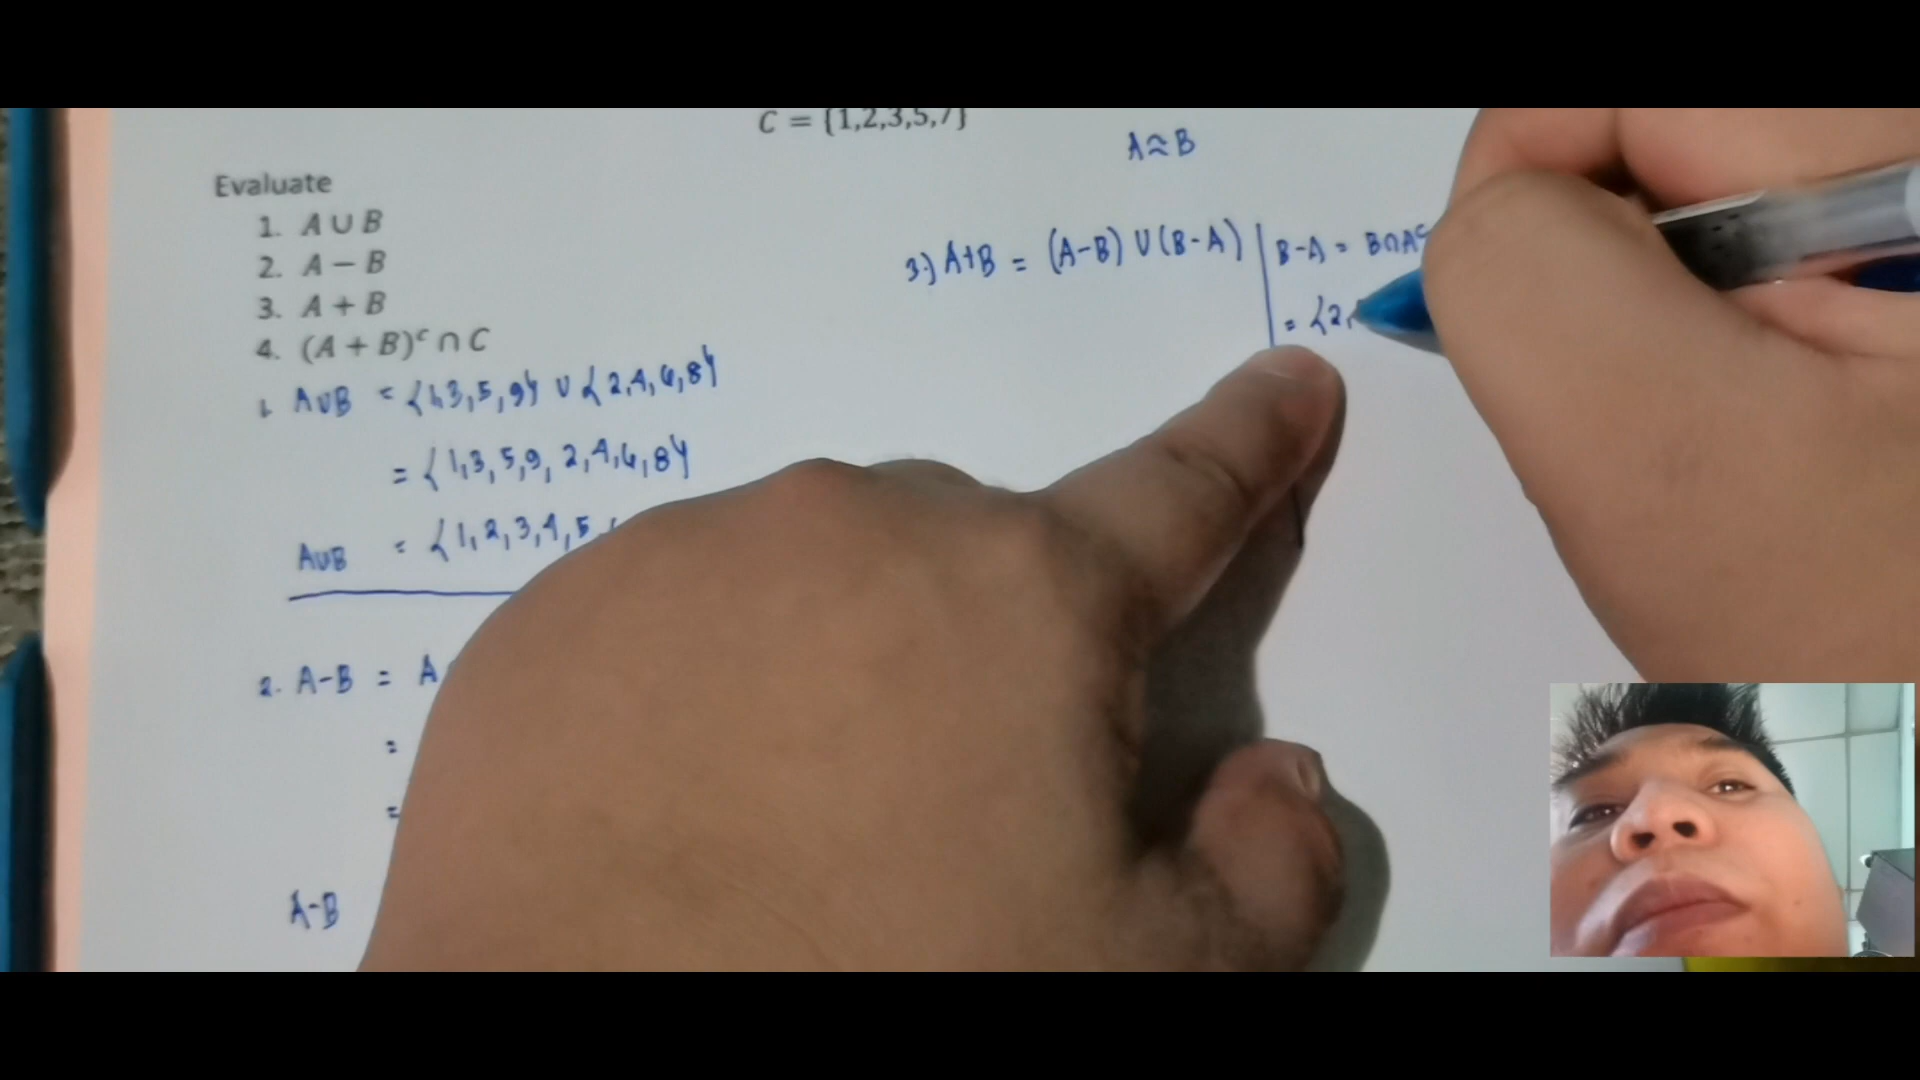 C = {1,2,3,5,7}
A≈B
Evaluate
1. A ∪ B
2. A − B
3. A + B
4. (A + B)ᶜ ∩ C
1. A∪B = {1,3,5,9} ∪ {2,4,6,8}
= {1,3,5,9, 2,4,6,8}
A∪B = {1,2,3,4,5
2. A-B = A
=
=
A-B
3.) A+B = (A-B) ∪ (B-A)
B-A = B∩Aᶜ
= {2,